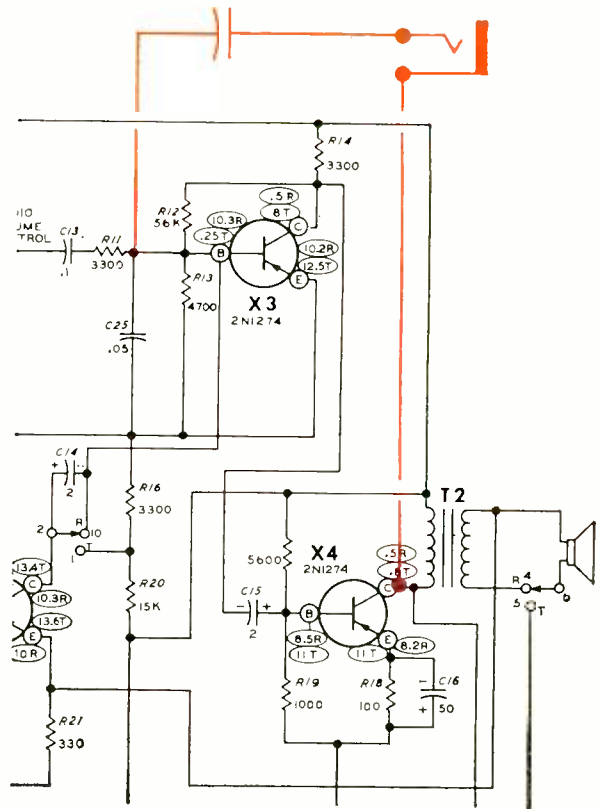 R14
3300
.5R
8T
C
R12
56K
10.3R
.25T
B
10.2R
12.5T
E
UME
TROL
C13
.1
R11
3300
R13
4700
X3
2N1274
C25
.05
C14
+
2
R16
3300
2
R
10
1
T
R20
15K
5600
X4
2N1274
.5R
.8T
C
T2
13.4T
C
10.3R
13.6T
E
10R
C15
- +
2
B
8.5R
11T
11T
E
8.2R
R 4
9
5 T
R19
1000
R18
100
-
C16
+
50
R21
330